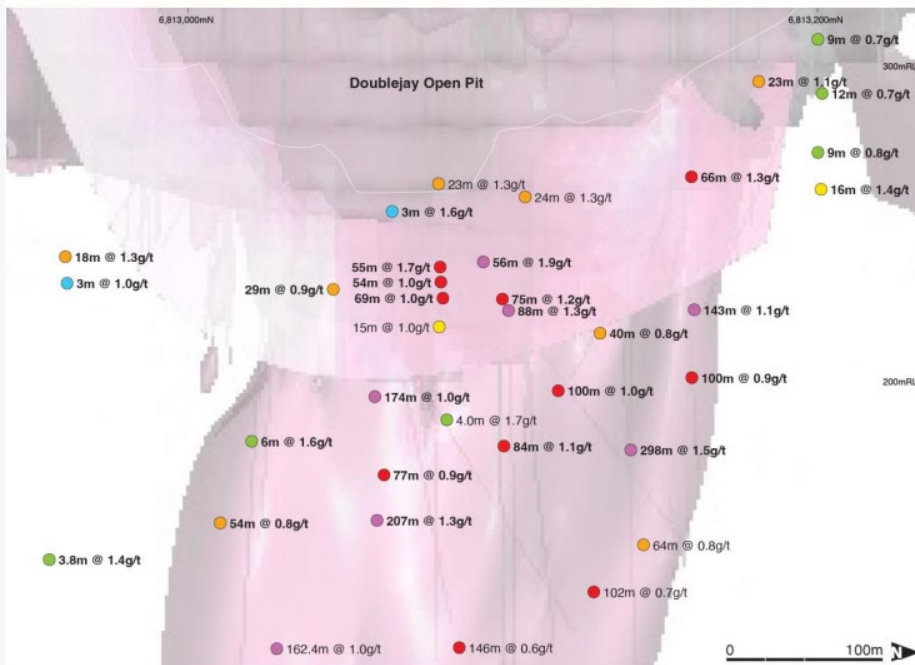 6,813,000mN
6,813,200mN
9m @ 0.7g/t
300mRL
Doublejay Open Pit
23m @ 1.1g/t
12m @ 0.7g/t
9m @ 0.8g/t
66m @ 1.3g/t
23m @ 1.3g/t
16m @ 1.4g/t
24m @ 1.3g/t
3m @ 1.6g/t
18m @ 1.3g/t
56m @ 1.9g/t
55m @ 1.7g/t
3m @ 1.0g/t
54m @ 1.0g/t
29m @ 0.9g/t
69m @ 1.0g/t
75m @ 1.2g/t
88m @ 1.3g/t
143m @ 1.1g/t
15m @ 1.0g/t
40m @ 0.8g/t
100m @ 0.9g/t
200mRL
100m @ 1.0g/t
174m @ 1.0g/t
4.0m @ 1.7g/t
6m @ 1.6g/t
84m @ 1.1g/t
298m @ 1.5g/t
77m @ 0.9g/t
207m @ 1.3g/t
54m @ 0.8g/t
64m @ 0.8g/t
3.8m @ 1.4g/t
102m @ 0.7g/t
162.4m @ 1.0g/t
146m @ 0.6g/t
0 100m
N